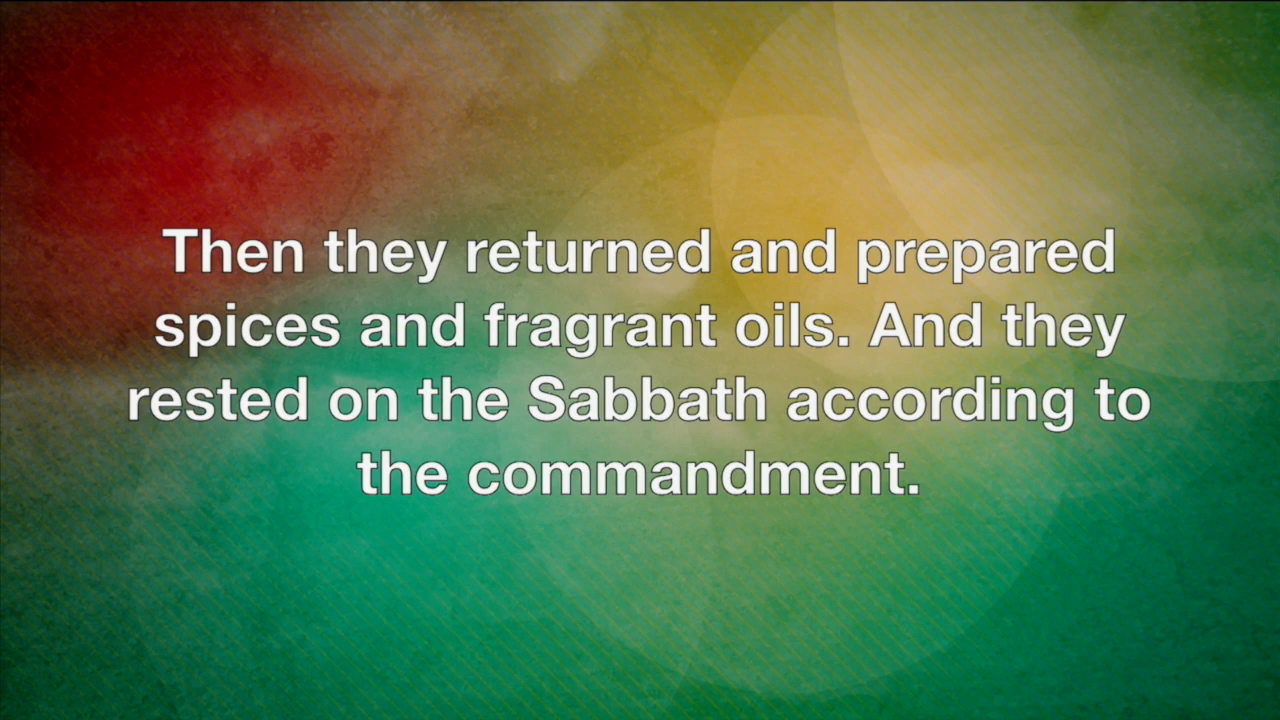 Then they returned and prepared
spices and fragrant oils. And they
rested on the Sabbath according to
the commandment.